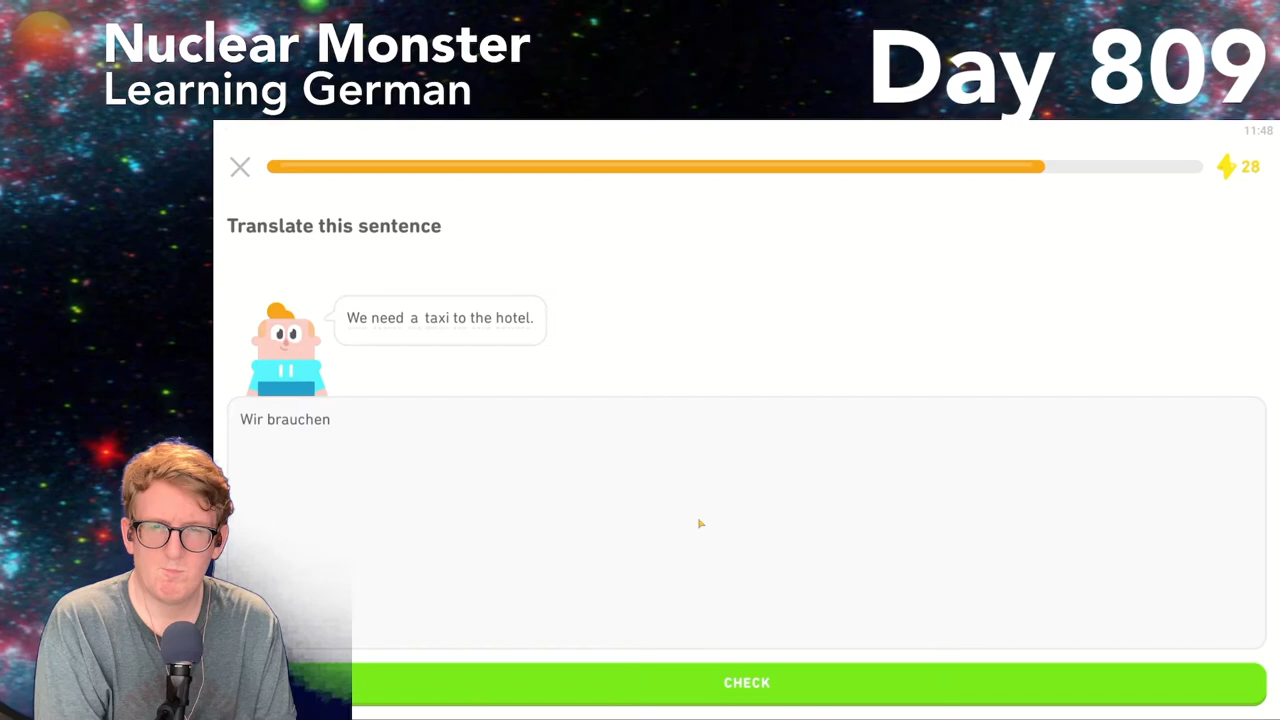 Nuclear Monster
Learning German
Day 809
11:48
28
Translate this sentence
We need a taxi to the hotel.
Wir brauchen
CHECK